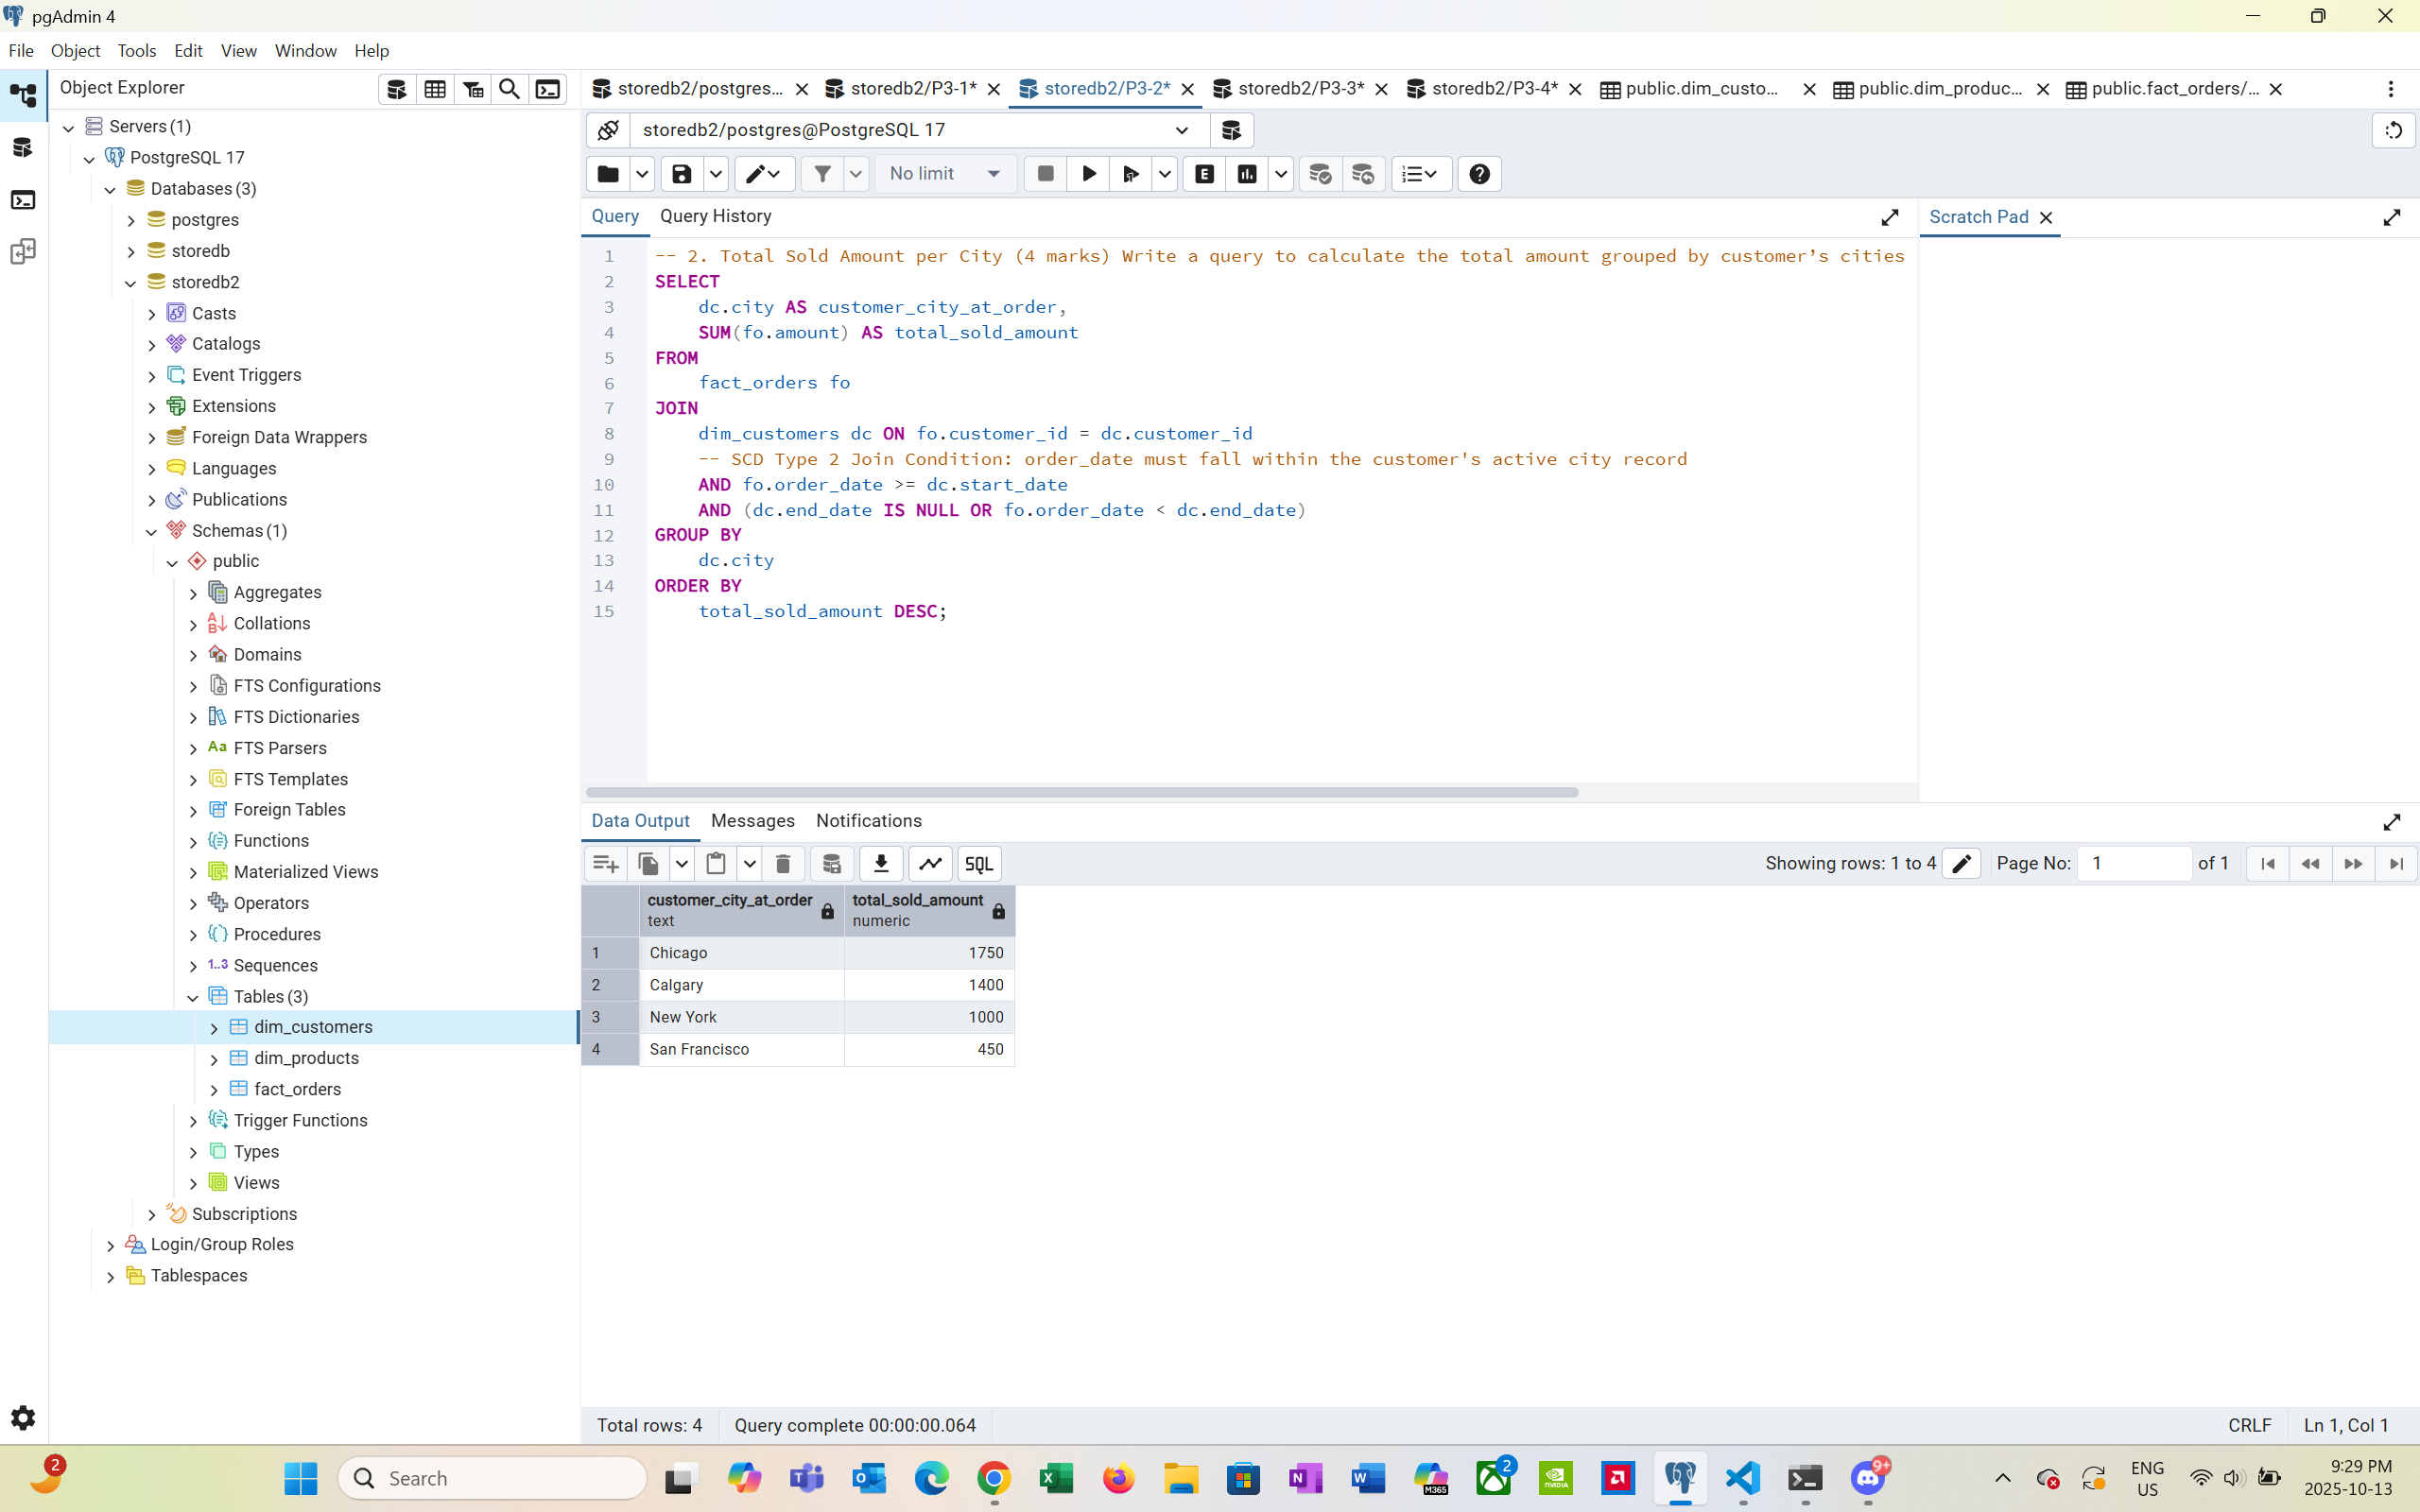 pgAdmin 4
File Object Tools Edit View Window Help
Object Explorer
storedb2/postgres... storedb2/P3-1* storedb2/P3-2* storedb2/P3-3* storedb2/P3-4* public.dim_custo... public.dim_produc... public.fact_orders/...
Servers (1)
PostgreSQL 17
Databases (3)
postgres
storedb
storedb2
Casts
Catalogs
Event Triggers
Extensions
Foreign Data Wrappers
Languages
Publications
Schemas (1)
public
Aggregates
Collations
Domains
FTS Configurations
FTS Dictionaries
Aa FTS Parsers
FTS Templates
Foreign Tables
Functions
Materialized Views
Operators
Procedures
1..3 Sequences
Tables (3)
dim_customers
dim_products
fact_orders
Trigger Functions
Types
Views
Subscriptions
Login/Group Roles
Tablespaces
storedb2/postgres@PostgreSQL 17
No limit
E
Query Query History
Scratch Pad
1 -- 2. Total Sold Amount per City (4 marks) Write a query to calculate the total amount grouped by customer’s cities
2 SELECT
3 dc.city AS customer_city_at_order,
4 SUM(fo.amount) AS total_sold_amount
5 FROM
6 fact_orders fo
7 JOIN
8 dim_customers dc ON fo.customer_id = dc.customer_id
9 -- SCD Type 2 Join Condition: order_date must fall within the customer's active city record
10 AND fo.order_date >= dc.start_date
11 AND (dc.end_date IS NULL OR fo.order_date < dc.end_date)
12 GROUP BY
13 dc.city
14 ORDER BY
15 total_sold_amount DESC;
Data Output Messages Notifications
SQL
Showing rows: 1 to 4 Page No: 1 of 1
customer_city_at_order total_sold_amount
text numeric
1 Chicago 1750
2 Calgary 1400
3 New York 1000
4 San Francisco 450
Total rows: 4 Query complete 00:00:00.064 CRLF Ln 1, Col 1
2
Search
M365
2
NVIDIA
9+
ENG
US
9:29 PM
2025-10-13